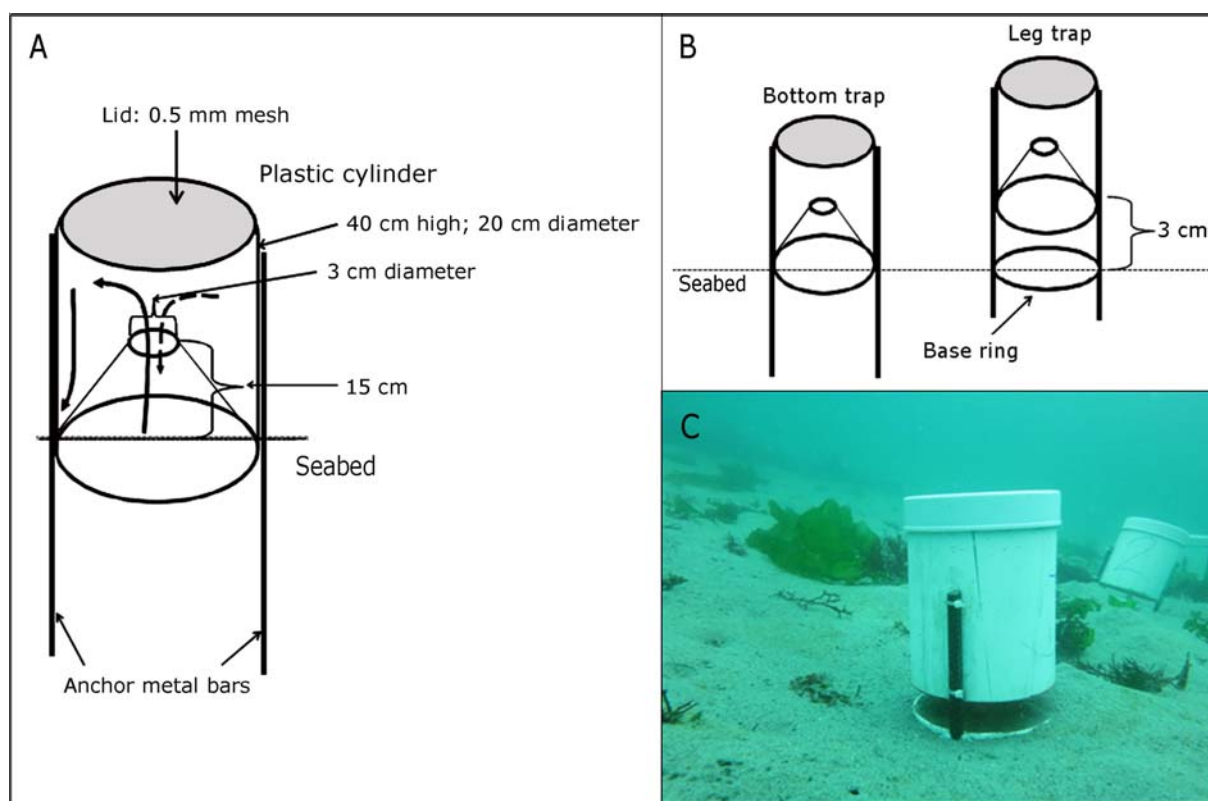 A
Lid: 0.5 mm mesh
Plastic cylinder
40 cm high; 20 cm diameter
3 cm diameter
15 cm
Seabed
Anchor metal bars
B
Leg trap
Bottom trap
3 cm
Seabed
Base ring
C